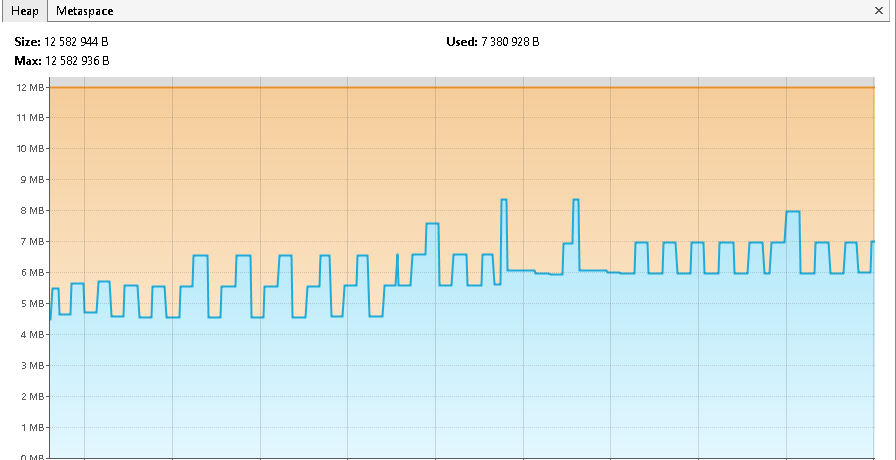 Heap Metaspace
Size: 12 582 944 B Used: 7 380 928 B
Max: 12 582 936 B
12 MB
11 MB
10 MB
9 MB
8 MB
7 MB
6 MB
5 MB
4 MB
3 MB
2 MB
1 MB
0 MB